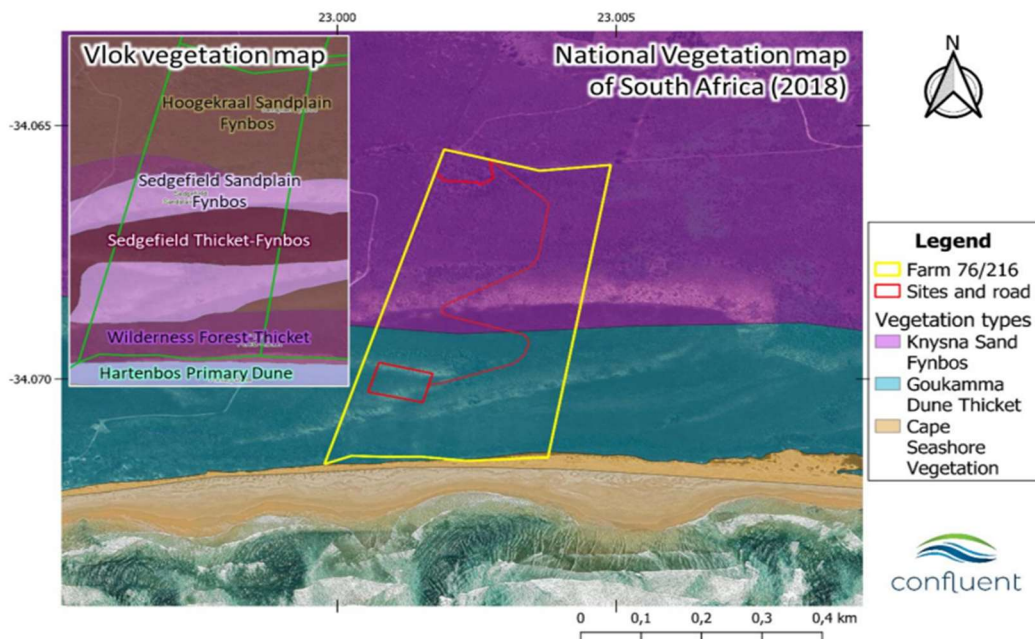 23.000
23.005
Vlok vegetation map
National Vegetation map
of South Africa (2018)
N
Hoogekraal Sandplain
Fynbos
-34.065
Sedgefield Sandplain
Fynbos
Sedgefield Thicket-Fynbos
Wilderness Forest-Thicket
Hartenbos Primary Dune
-34.070
Legend
Farm 76/216
Sites and road
Vegetation types
Knysna Sand
Fynbos
Goukamma
Dune Thicket
Cape
Seashore
Vegetation
confluent
0 0,1 0,2 0,3 0,4 km